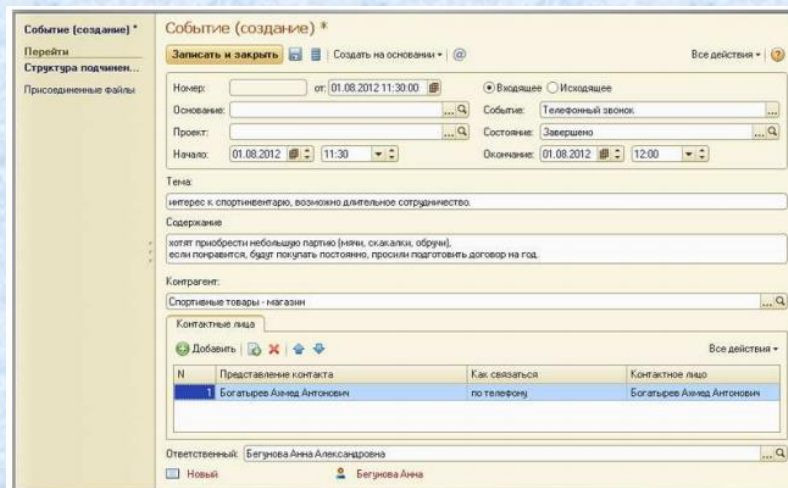 Событие (создание) *
Перейти
Структура подчинен...
Присоединенные файлы
Событие (создание) *
Записать и закрыть Создать на основании @ Все действия ?
Номер: от: 01.08.2012 11:30:00 Входящее Исходящее
Основание: ... Событие: Телефонный звонок ...
Проект: ... Состояние: Завершено ...
Начало: 01.08.2012 11:30 Окончание: 01.08.2012 12:00
Тема:
интерес к спортинвентарю, возможно длительное сотрудничество.
Содержание
хотят приобрести небольшую партию (мячи, скакалки, обручи),
если понравится, будут покупать постоянно, просили подготовить договор на год.
Контрагент:
Спортивные товары - магазин ...
Контактные лица
Добавить Все действия
N Представление контакта Как связаться Контактное лицо
1 Богатырев Ахмед Антонович по телефону Богатырев Ахмед Антонович
Ответственный: Бегунова Анна Александровна ...
Новый Бегунова Анна